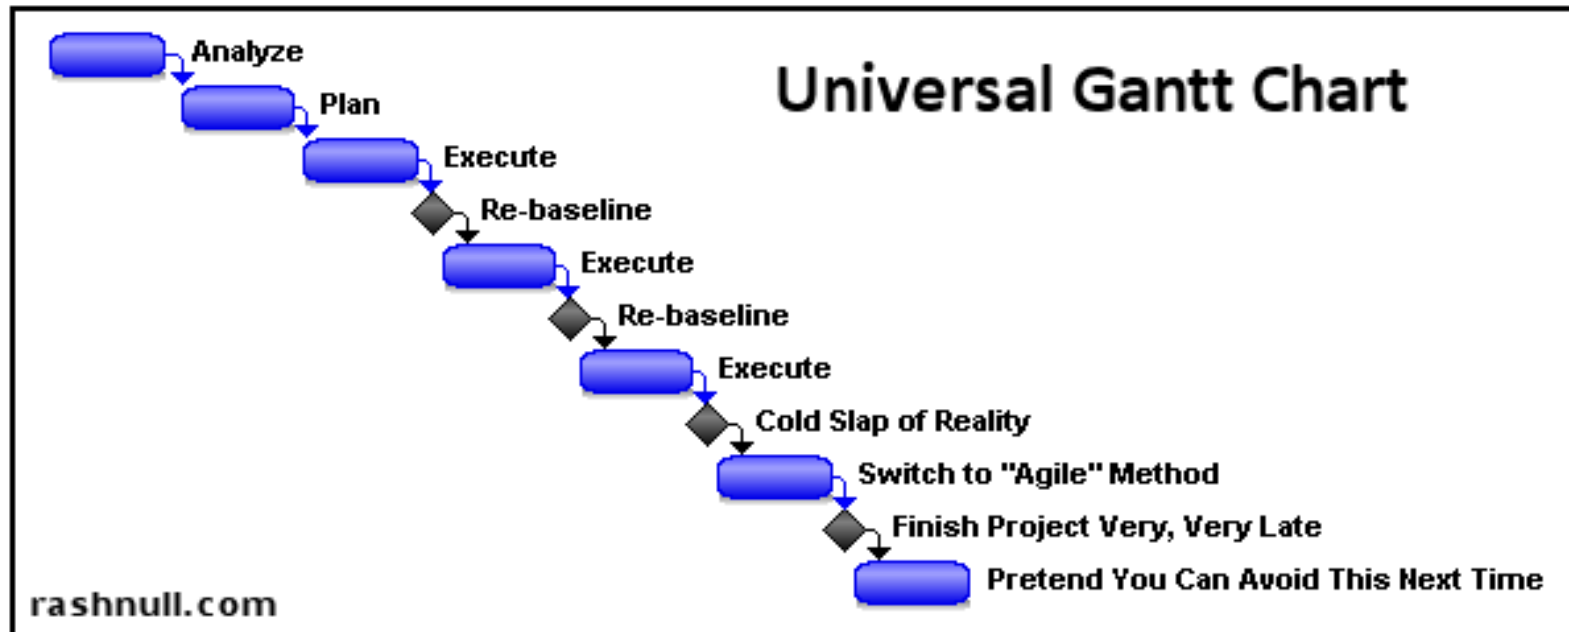 Analyze
Universal Gantt Chart
Plan
Execute
Re-baseline
Execute
Re-baseline
Execute
Cold Slap of Reality
Switch to "Agile" Method
Finish Project Very, Very Late
Pretend You Can Avoid This Next Time
rashnull.com